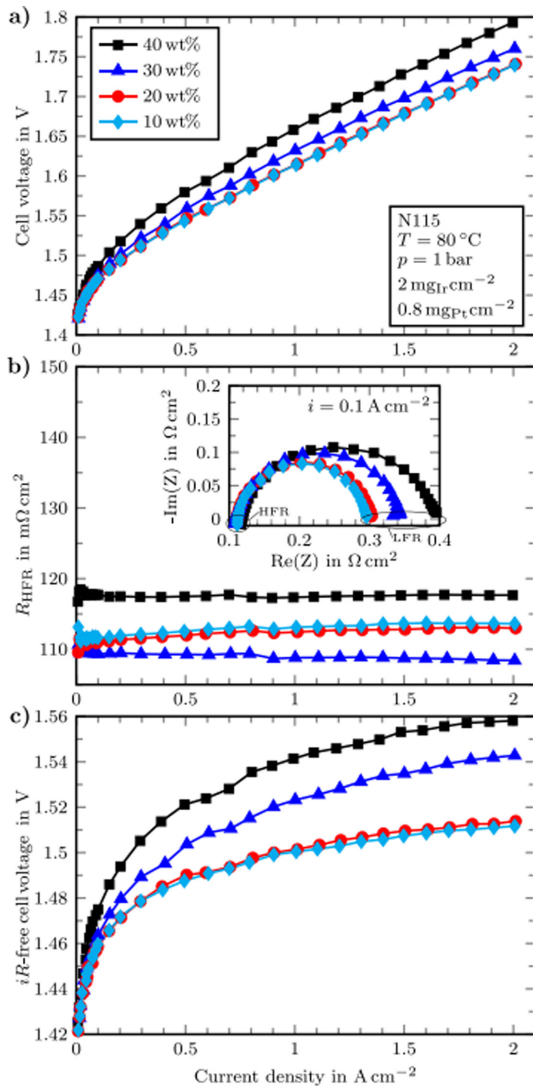 a)
1.8
1.75
1.7
1.65
1.6
1.55
1.5
1.45
1.4
Cell voltage in V
40 wt%
30 wt%
20 wt%
10 wt%
N115
T = 80 °C
p = 1 bar
2 mgIrcm−2
0.8 mgPtcm−2
0 0.5 1 1.5 2
b)
150
140
130
120
110
RHFR in mΩ cm2
0.2
0.15
0.1
0.05
0
-Im(Z) in Ω cm2
i = 0.1 A cm−2
HFR
LFR
0.1 0.2 0.3 0.4
Re(Z) in Ω cm2
0 0.5 1 1.5 2
c)
1.56
1.54
1.52
1.5
1.48
1.46
1.44
1.42
iR-free cell voltage in V
0 0.5 1 1.5 2
Current density in A cm−2